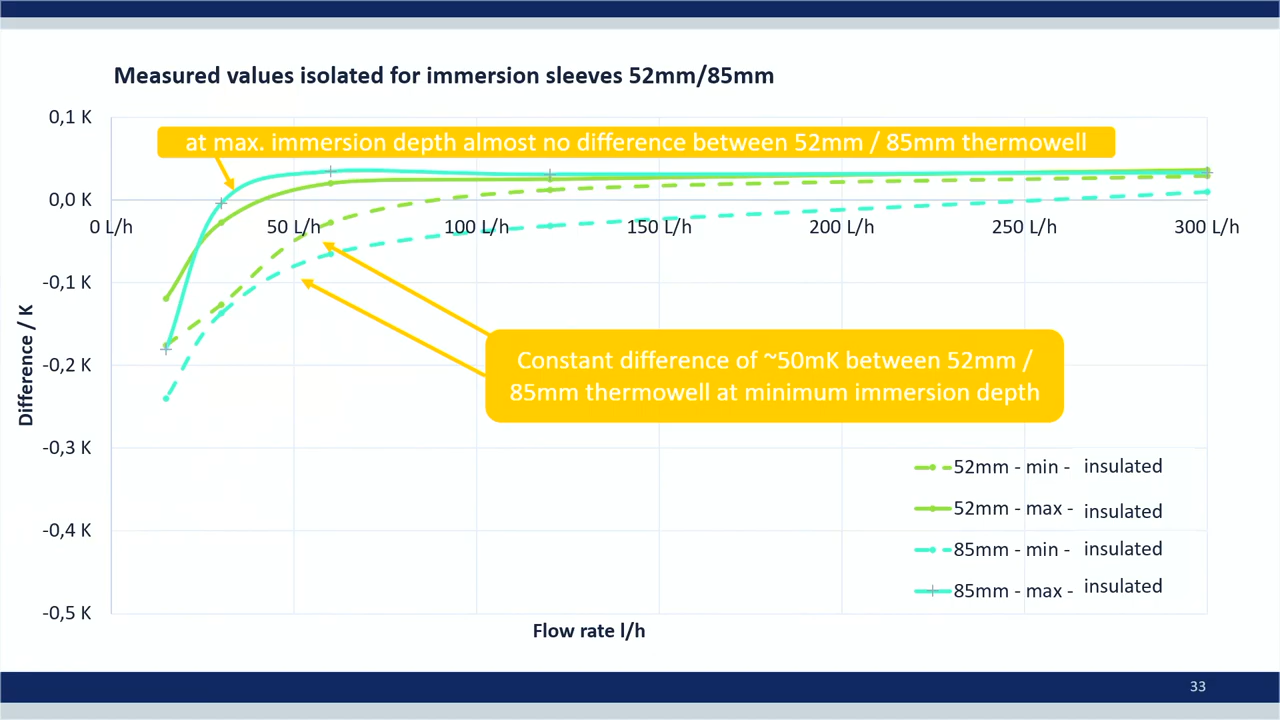 Measured values isolated for immersion sleeves 52mm/85mm
0,1 K
at max. immersion depth almost no difference between 52mm / 85mm thermowell
0,0 K
0 L/h
50 L/h
100 L/h
150 L/h
200 L/h
250 L/h
300 L/h
-0,1 K
Difference / K
-0,2 K
Constant difference of ~50mK between 52mm /
85mm thermowell at minimum immersion depth
-0,3 K
52mm - min - insulated
52mm - max - insulated
-0,4 K
85mm - min - insulated
85mm - max - insulated
-0,5 K
Flow rate l/h
33